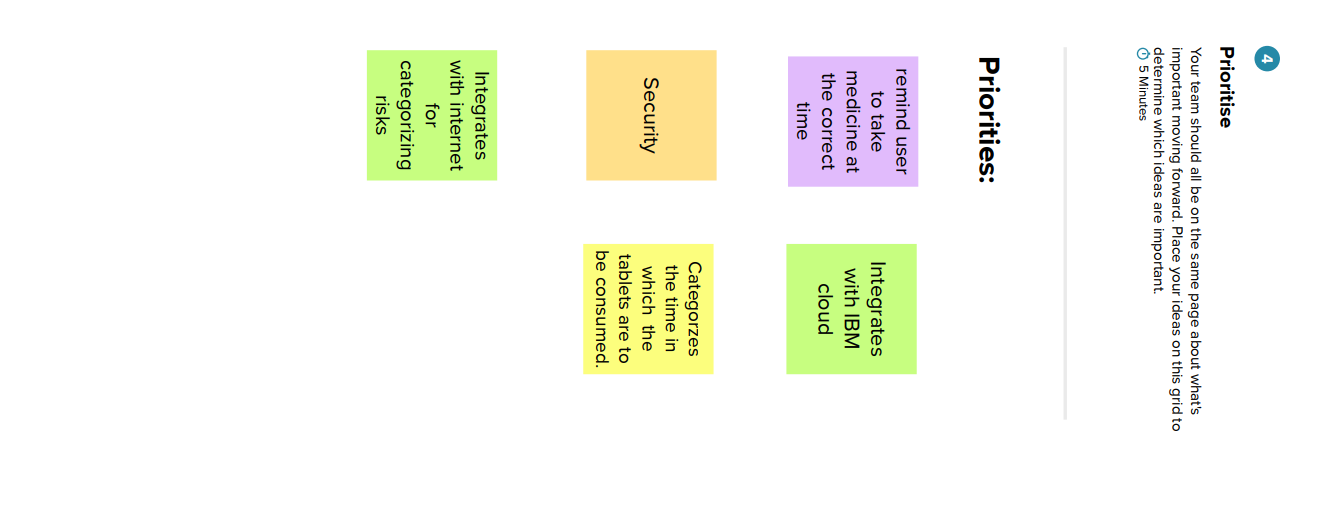 4
Prioritise
Your team should all be on the same page about what's
important moving forward. Place your ideas on this grid to
determine which ideas are important.
5 Minutes
Priorities:
remind user
to take
medicine at
the correct
time
Integrates
with IBM
cloud
Security
Categorzes
the time in
which the
tablets are to
be consumed.
Integrates
with internet
for
categorizing
risks